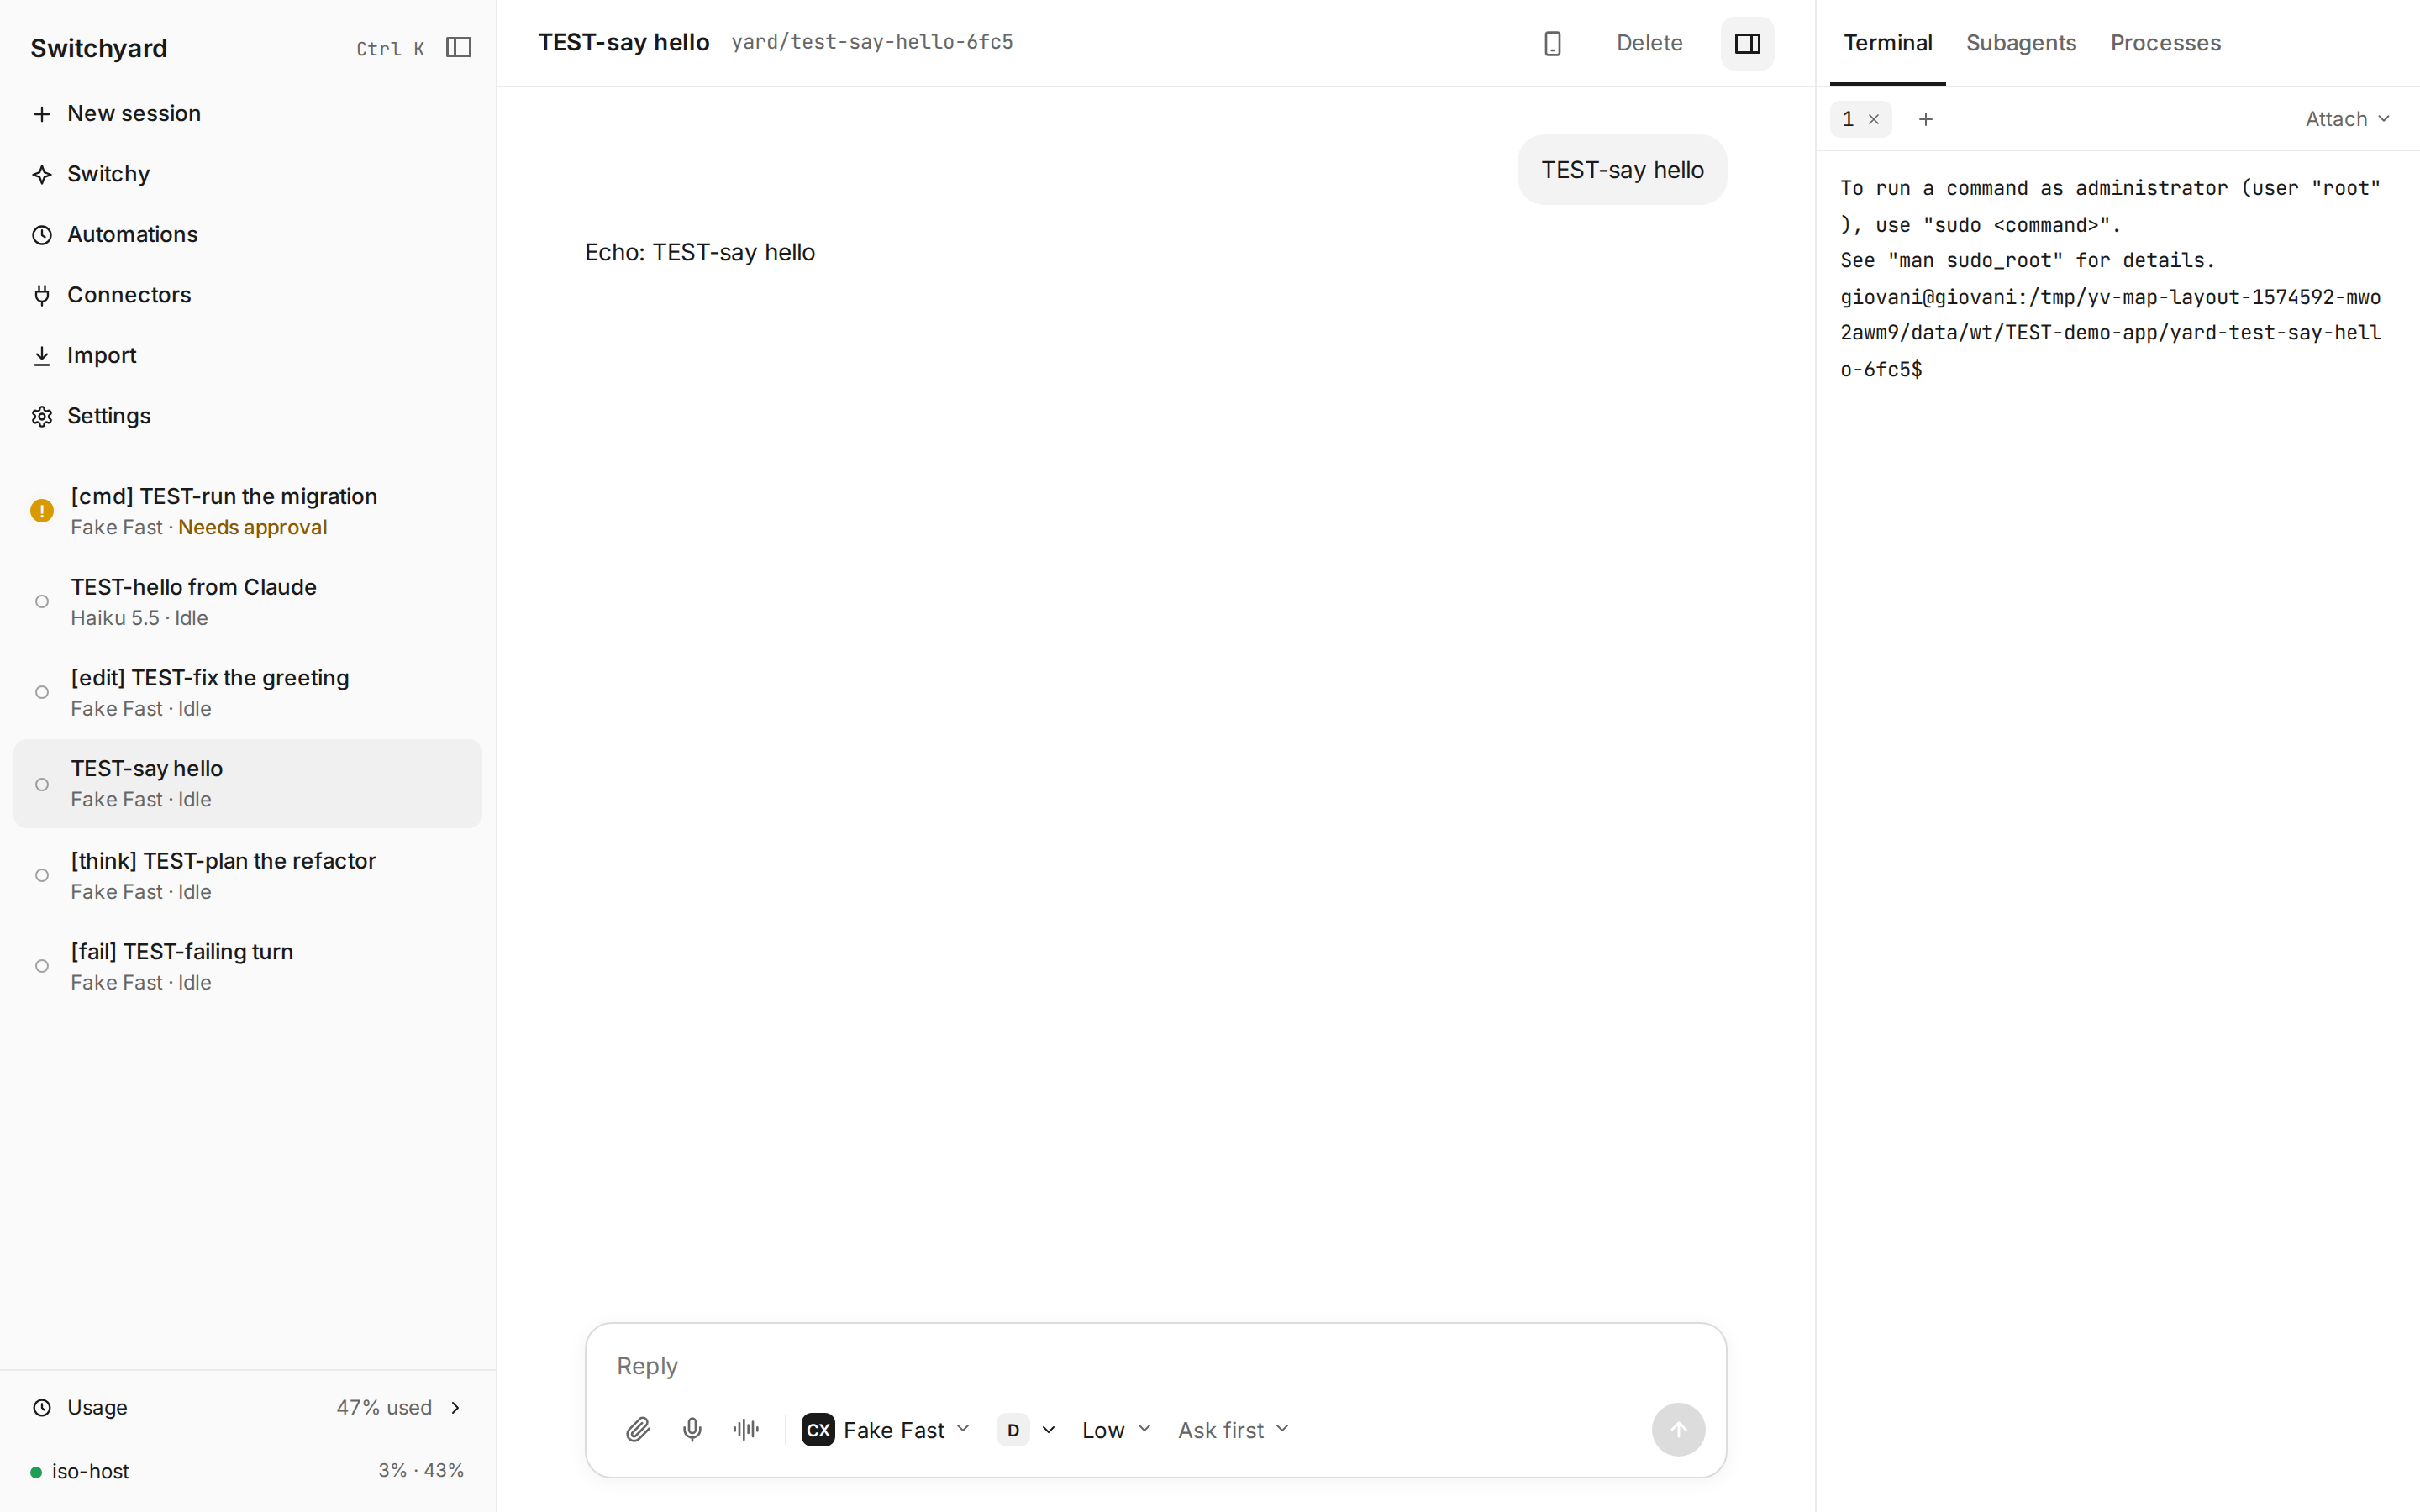 Switchyard
Ctrl K
New session
Switchy
Automations
Connectors
Import
Settings
[cmd] TEST-run the migration
Fake Fast · Needs approval
TEST-hello from Claude
Haiku 5.5 · Idle
[edit] TEST-fix the greeting
Fake Fast · Idle
TEST-say hello
Fake Fast · Idle
[think] TEST-plan the refactor
Fake Fast · Idle
[fail] TEST-failing turn
Fake Fast · Idle
Usage 47% used
iso-host 3% · 43%
TEST-say hello yard/test-say-hello-6fc5
Delete
TEST-say hello
Echo: TEST-say hello
Reply
CX Fake Fast D Low Ask first
Terminal Subagents Processes
1 Attach
To run a command as administrator (user "root"
), use "sudo <command>".
See "man sudo_root" for details.
giovani@giovani:/tmp/yv-map-layout-1574592-mwo
2awm9/data/wt/TEST-demo-app/yard-test-say-hell
o-6fc5$